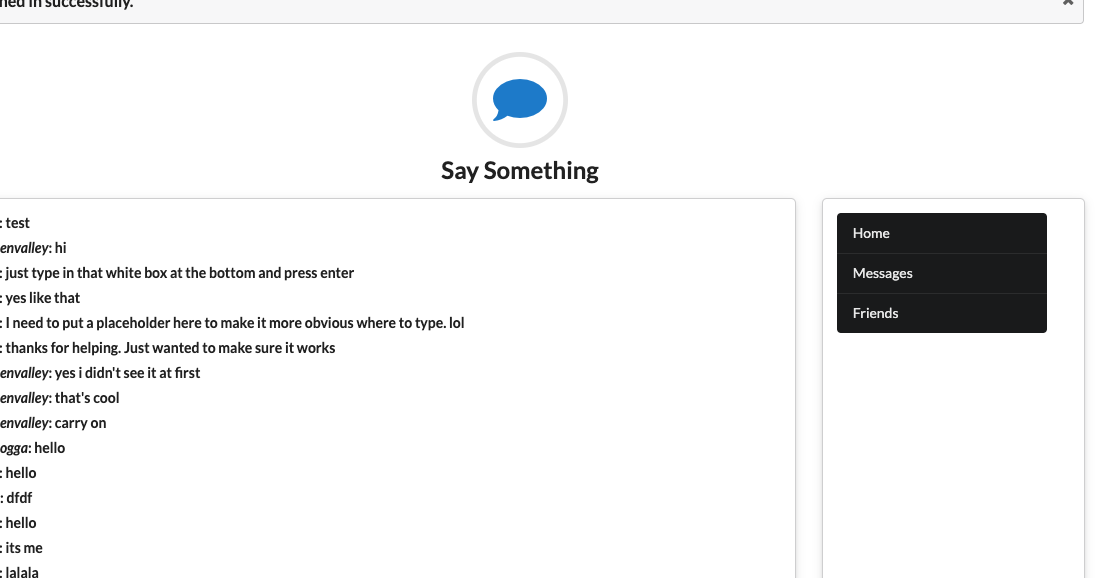 ned in successfully.
Say Something
: test
envalley: hi
: just type in that white box at the bottom and press enter
: yes like that
: I need to put a placeholder here to make it more obvious where to type. lol
: thanks for helping. Just wanted to make sure it works
envalley: yes i didn't see it at first
envalley: that's cool
envalley: carry on
ogga: hello
: hello
: dfdf
: hello
: its me
: lalala
Home
Messages
Friends